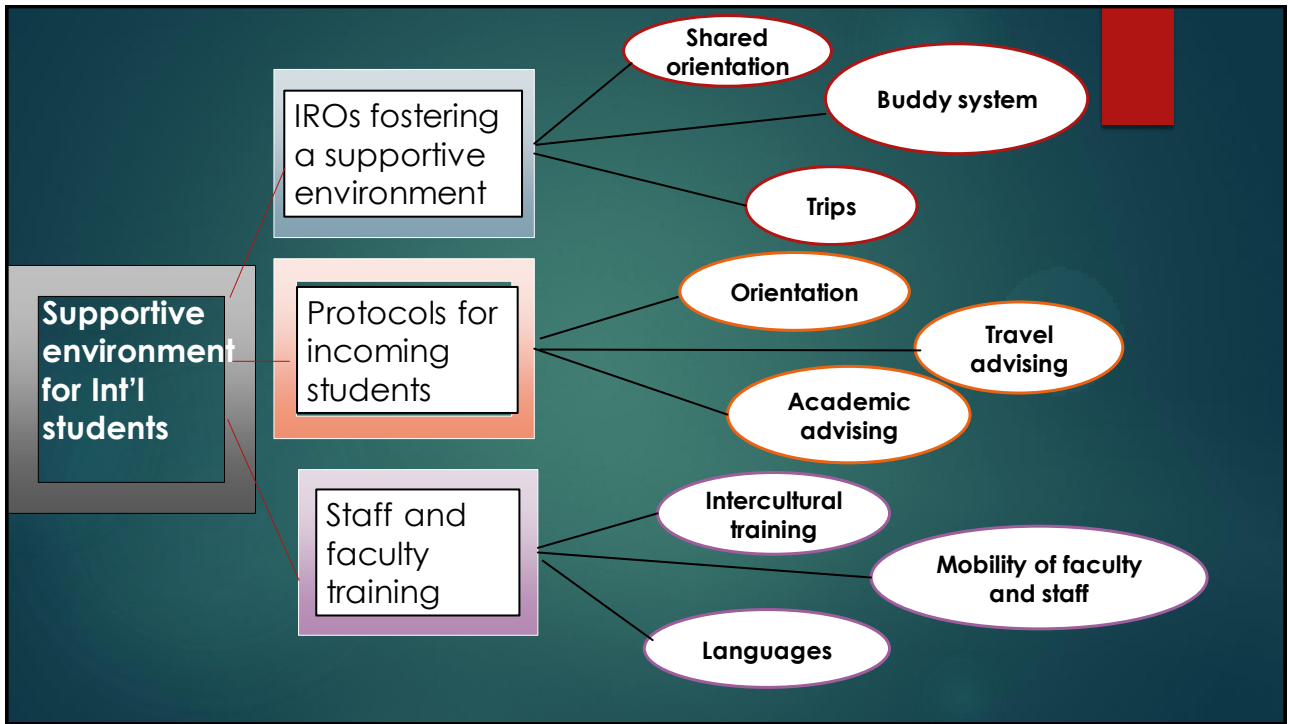 Supportive
environment
for Int'l
students
IROs fostering
a supportive
environment
Shared
orientation
Buddy system
Trips
Protocols for
incoming
students
Orientation
Travel
advising
Academic
advising
Staff and
faculty
training
Intercultural
training
Mobility of faculty
and staff
Languages